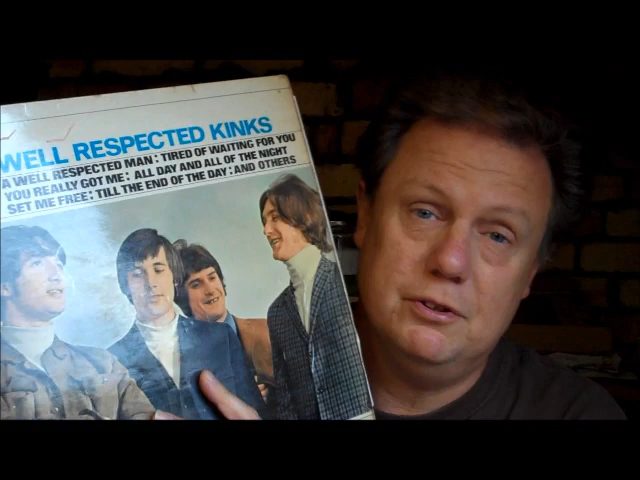 WELL RESPECTED KINKS
A WELL RESPECTED MAN: TIRED OF WAITING FOR YOU
YOU REALLY GOT ME: ALL DAY AND ALL OF THE NIGHT
SET ME FREE: TILL THE END OF THE DAY: AND OTHERS